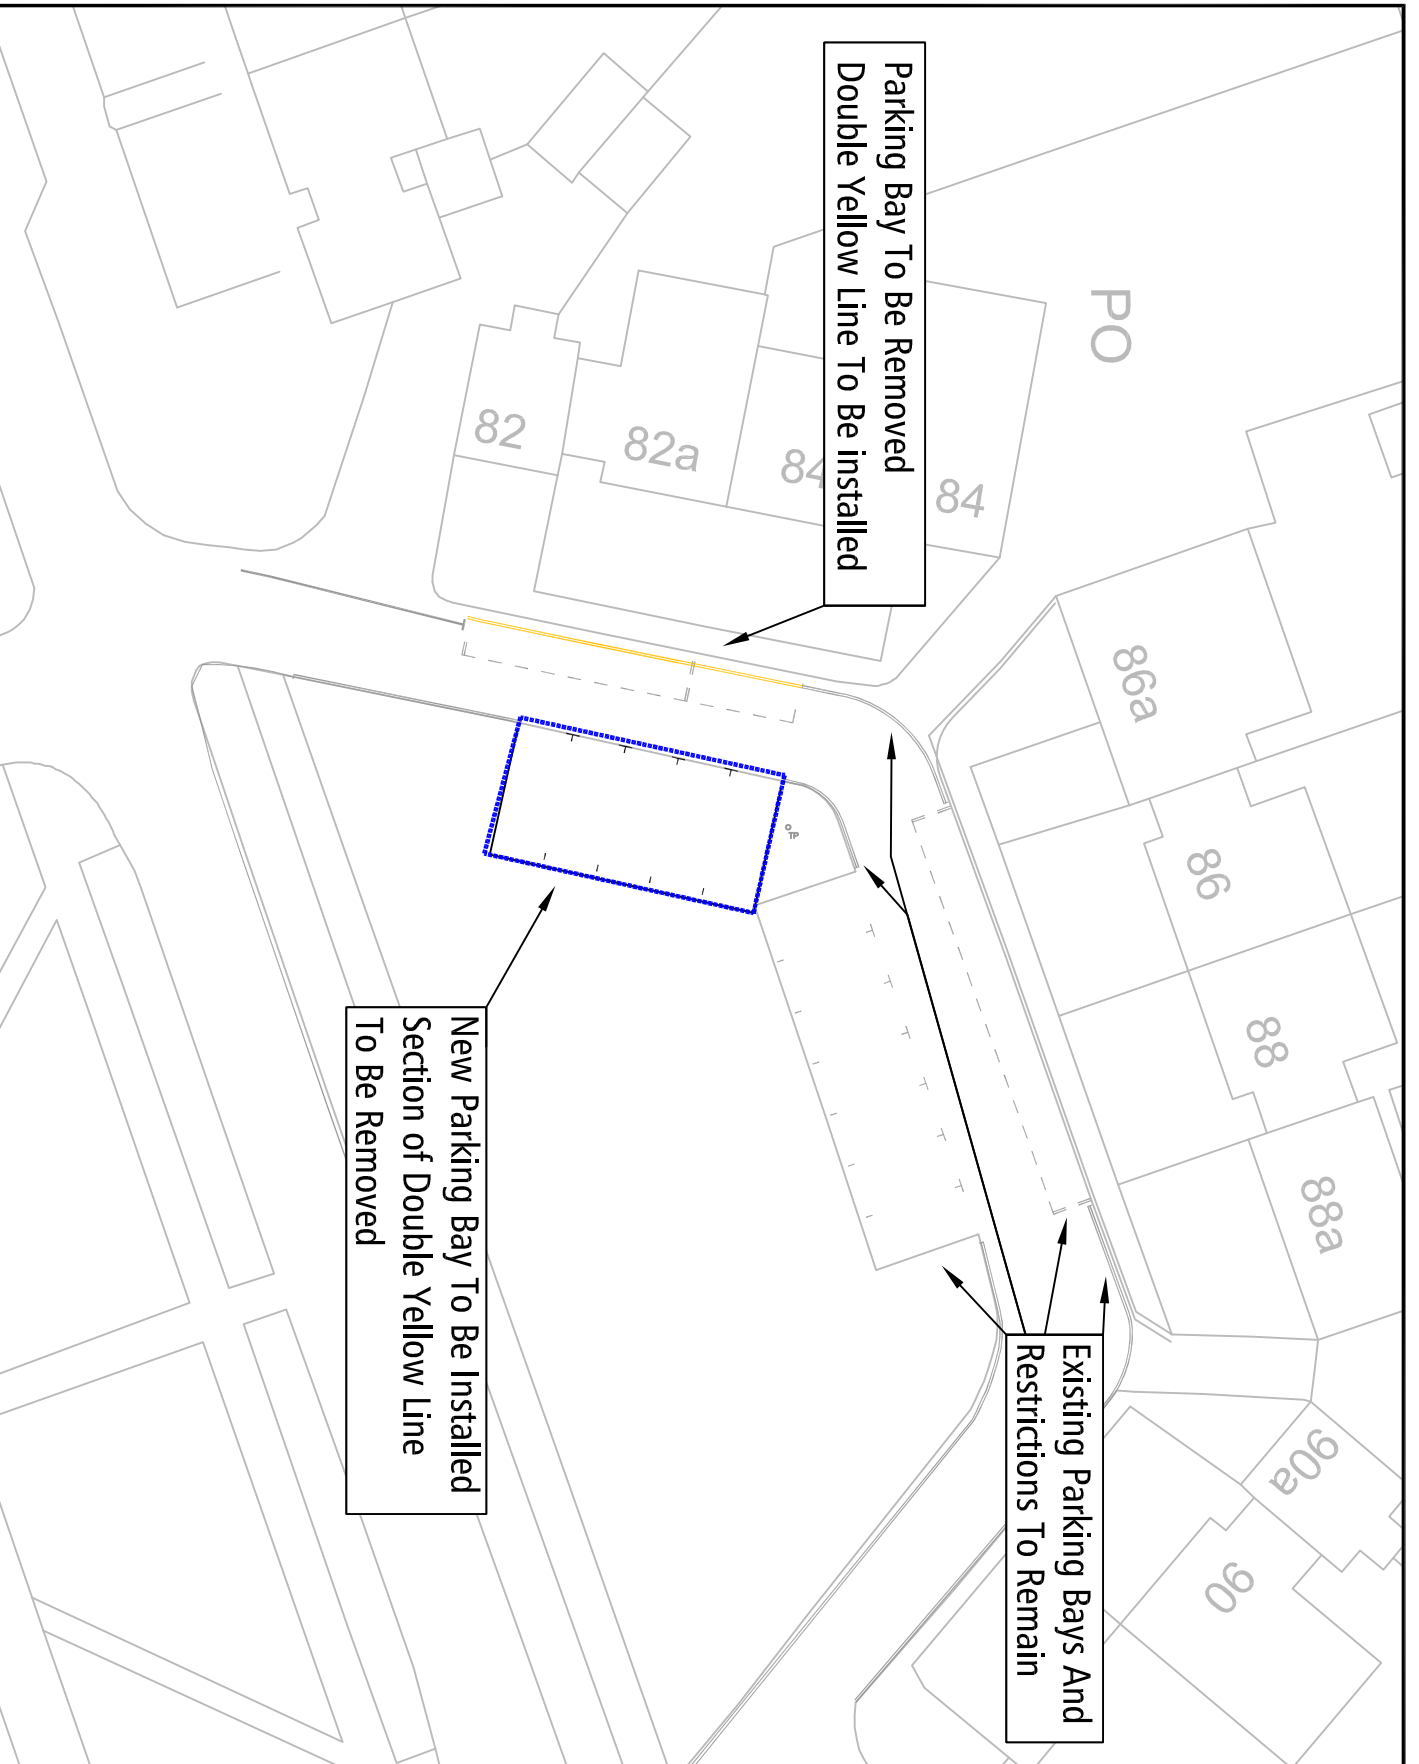 Parking Bay To Be Removed
Double Yellow Line To Be installed
PO
82
82a
84
84
86a
86
88
88a
90a
90
TP
New Parking Bay To Be Installed
Section of Double Yellow Line
To Be Removed
Existing Parking Bays And
Restrictions To Remain